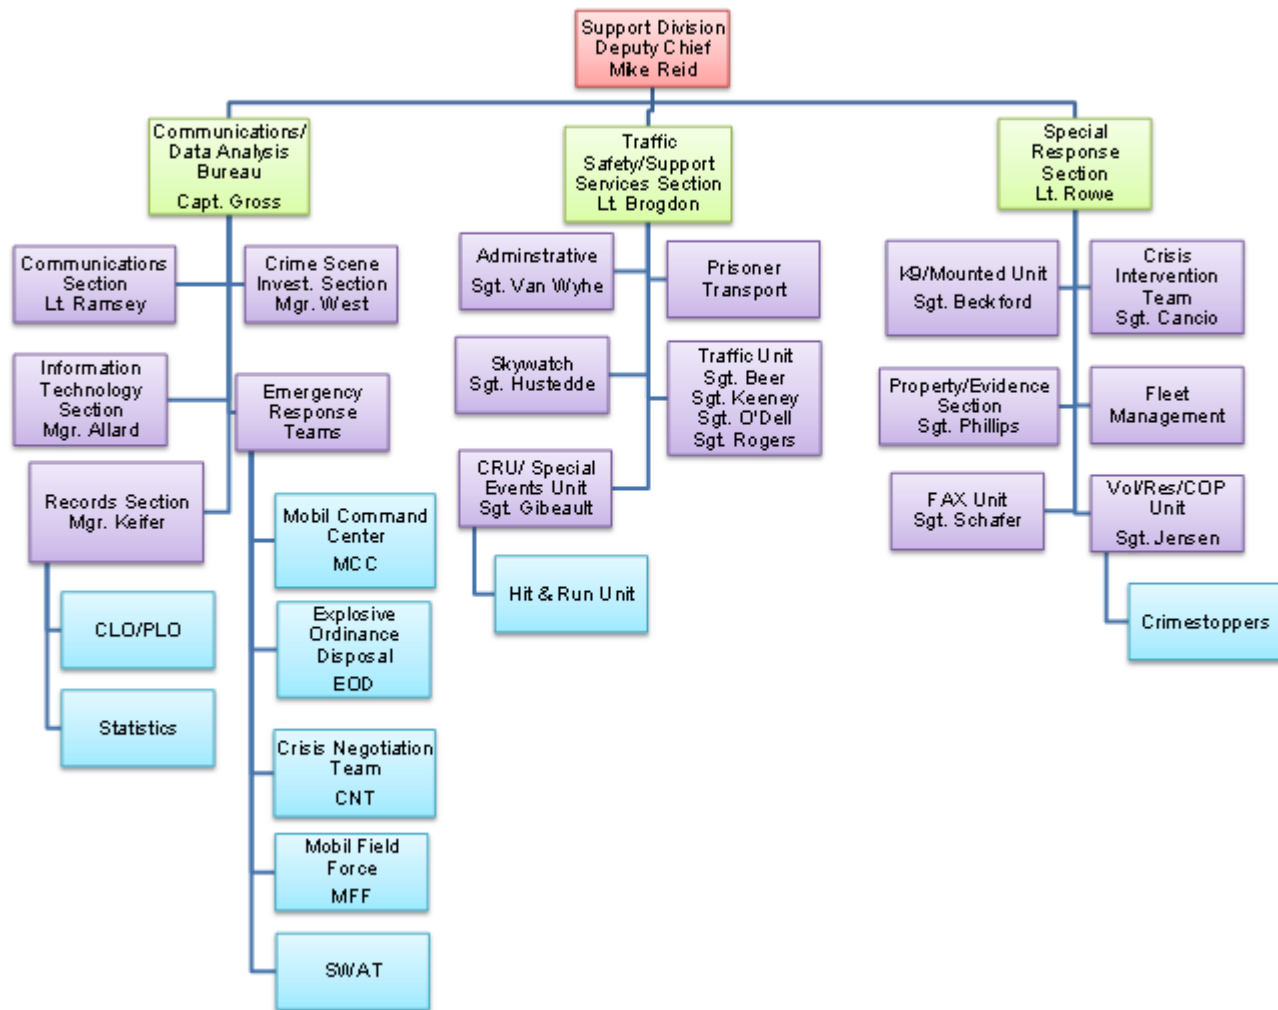 Support Division
Deputy Chief
Mike Reid
Communications/
Data Analysis
Bureau
Capt. Gross
Traffic
Safety/Support
Services Section
Lt. Brogdon
Special
Response
Section
Lt. Rowe
Communications
Section
Lt. Ramsey
Crime Scene
Invest. Section
Mgr. West
Information
Technology
Section
Mgr. Allard
Emergency
Response
Teams
Records Section
Mgr. Keifer
CLO/PLO
Statistics
Mobil Command
Center
MCC
Explosive
Ordinance
Disposal
EOD
Crisis Negotiation
Team
CNT
Mobil Field
Force
MFF
SWAT
Adminstrative
Sgt. Van Wyhe
Prisoner
Transport
Skywatch
Sgt. Hustedde
Traffic Unit
Sgt. Beer
Sgt. Keeney
Sgt. O'Dell
Sgt. Rogers
CRU/ Special
Events Unit
Sgt. Gibeault
Hit & Run Unit
K9/Mounted Unit
Sgt. Beckford
Crisis
Intervention
Team
Sgt. Cancio
Property/Evidence
Section
Sgt. Phillips
Fleet
Management
FAX Unit
Sgt. Schafer
Vol/Res/COP
Unit
Sgt. Jensen
Crimestoppers